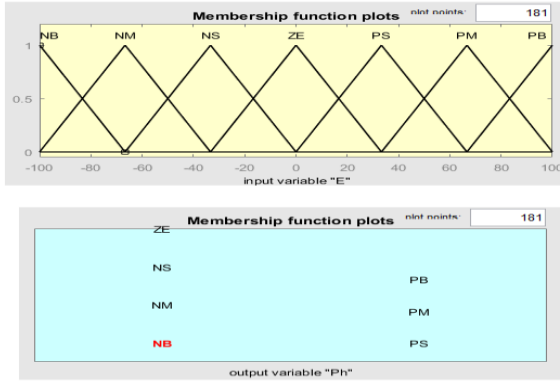 Membership function plots plot points: 181
NB NM NS ZE PS PM PB
1
0.5
0
-100 -80 -60 -40 -20 0 20 40 60 80 100
input variable "E"
Membership function plots plot points: 181
ZE
NS
PB
NM
PM
NB PS
output variable "Ph"